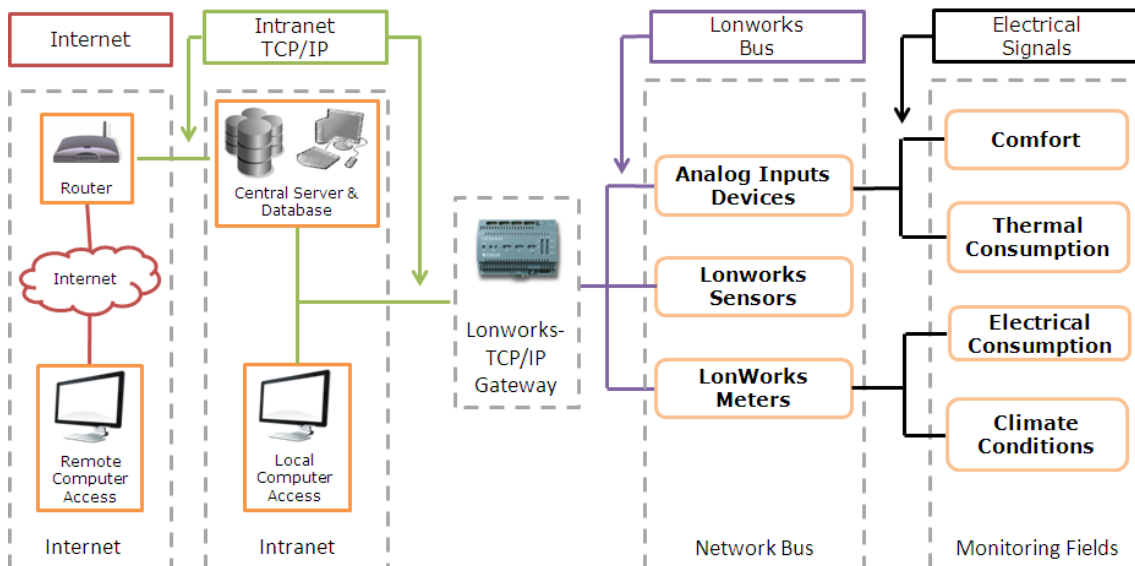 Internet
Intranet
TCP/IP
Lonworks
Bus
Electrical
Signals
Router
Internet
Remote
Computer
Access
Internet
Central Server &
Database
Local
Computer
Access
Intranet
Lonworks-
TCP/IP
Gateway
Analog Inputs
Devices
Lonworks
Sensors
LonWorks
Meters
Network Bus
Comfort
Thermal
Consumption
Electrical
Consumption
Climate
Conditions
Monitoring Fields